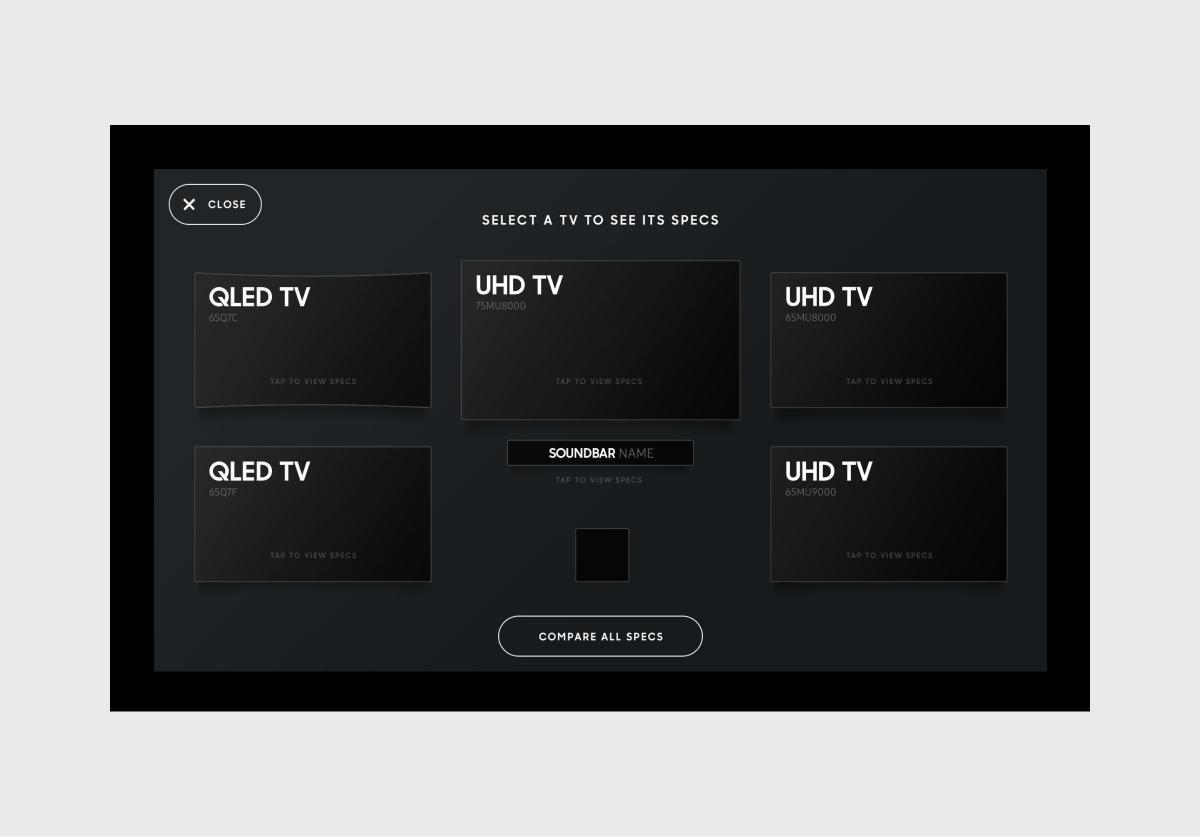 CLOSE
SELECT A TV TO SEE ITS SPECS
QLED TV
65Q7C
TAP TO VIEW SPECS
UHD TV
75MU8000
TAP TO VIEW SPECS
UHD TV
65MU8000
TAP TO VIEW SPECS
SOUNDBAR NAME
TAP TO VIEW SPECS
QLED TV
65Q7F
TAP TO VIEW SPECS
UHD TV
65MU9000
TAP TO VIEW SPECS
COMPARE ALL SPECS